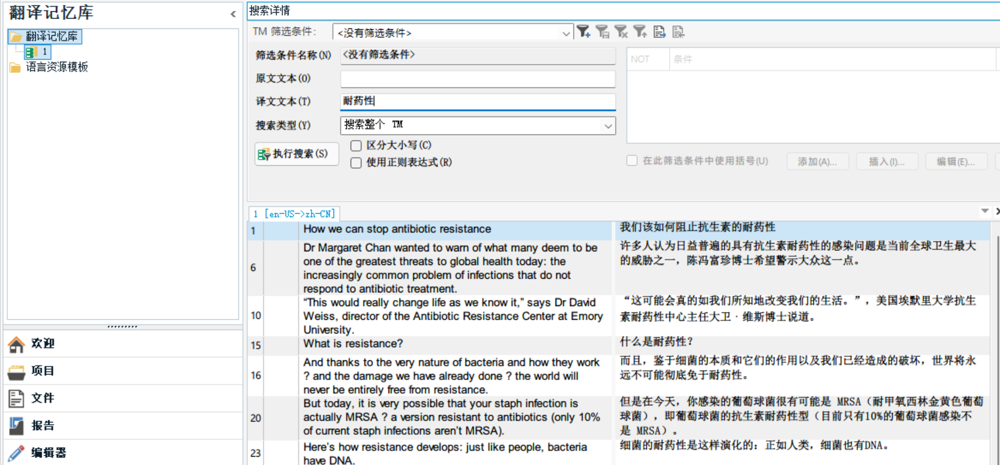 翻译记忆库
翻译记忆库
1
语言资源模板
欢迎
项目
文件
报告
编辑器
搜索详情
TM 筛选条件: <没有筛选条件>
筛选条件名称(N) <没有筛选条件>
原文文本(O)
译文文本(T) 耐药性
搜索类型(Y) 搜索整个 TM
执行搜索(S)
区分大小写(C)
使用正则表达式(R)
NOT 条件
在此筛选条件中使用括号(U) 添加(A)... 插入(I)... 编辑(E)...
1 [en-US->zh-CN]
1
How we can stop antibiotic resistance
我们该如何阻止抗生素的耐药性
6
Dr Margaret Chan wanted to warn of what many deem to be
one of the greatest threats to global health today: the
increasingly common problem of infections that do not
respond to antibiotic treatment.
许多人认为日益普遍的具有抗生素耐药性的感染问题是当前全球卫生最大
的威胁之一，陈冯富珍博士希望警示大众这一点。
10
“This would really change life as we know it,” says Dr David
Weiss, director of the Antibiotic Resistance Center at Emory
University.
“这可能会真的如我们所知地改变我们的生活。”，美国埃默里大学抗生
素耐药性中心主任大卫·维斯博士说道。
15
What is resistance?
什么是耐药性？
16
And thanks to the very nature of bacteria and how they work
? and the damage we have already done ? the world will
never be entirely free from resistance.
而且，鉴于细菌的本质和它们的作用以及我们已经造成的破坏，世界将永
远不可能彻底免于耐药性。
20
But today, it is very possible that your staph infection is
actually MRSA ? a version resistant to antibiotics (only 10%
of current staph infections aren't MRSA).
但是在今天，你感染的葡萄球菌很有可能是 MRSA（耐甲氧西林金黄色葡萄
球菌），即葡萄球菌的抗生素耐药性型（目前只有10%的葡萄球菌感染不
是 MRSA）。
23
Here's how resistance develops: just like people, bacteria
have DNA.
细菌的耐药性是这样演化的：正如人类，细菌也有DNA。